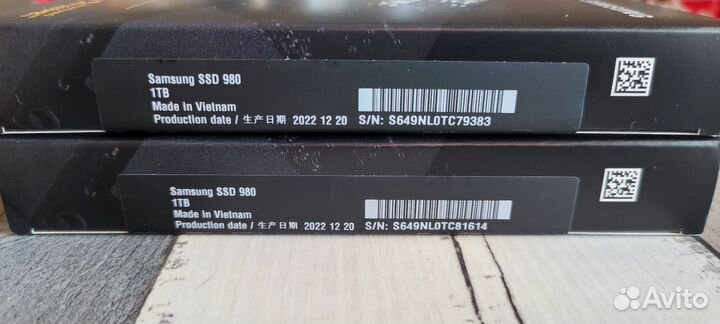 Samsung SSD 980
1TB
Made in Vietnam
Production date / 生产日期 2022 12 20 S/N: S649NL0TC79383
Samsung SSD 980
1TB
Made in Vietnam
Production date / 生产日期 2022 12 20 S/N: S649NL0TC81614
Avito